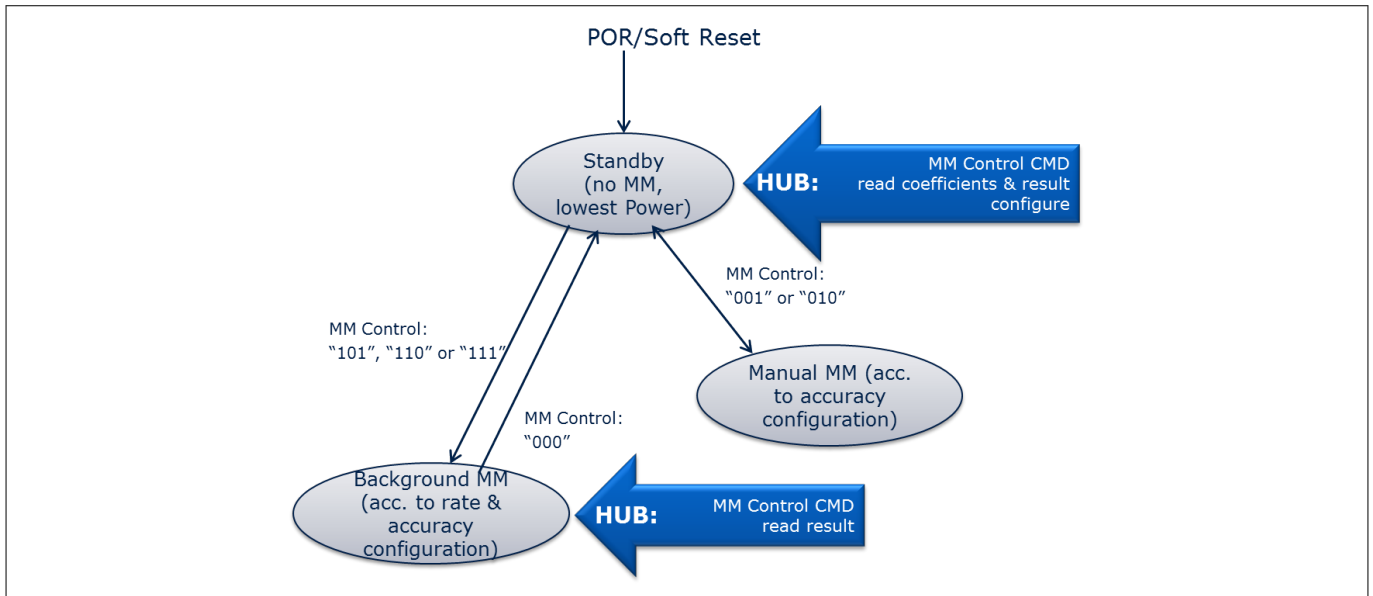 POR/Soft Reset
Standby
(no MM,
lowest Power)
HUB:
MM Control CMD
read coefficients & result
configure
MM Control:
“001” or “010”
MM Control:
“101”, “110” or “111”
Manual MM (acc.
to accuracy
configuration)
MM Control:
“000”
Background MM
(acc. to rate &
accuracy
configuration)
HUB:
MM Control CMD
read result